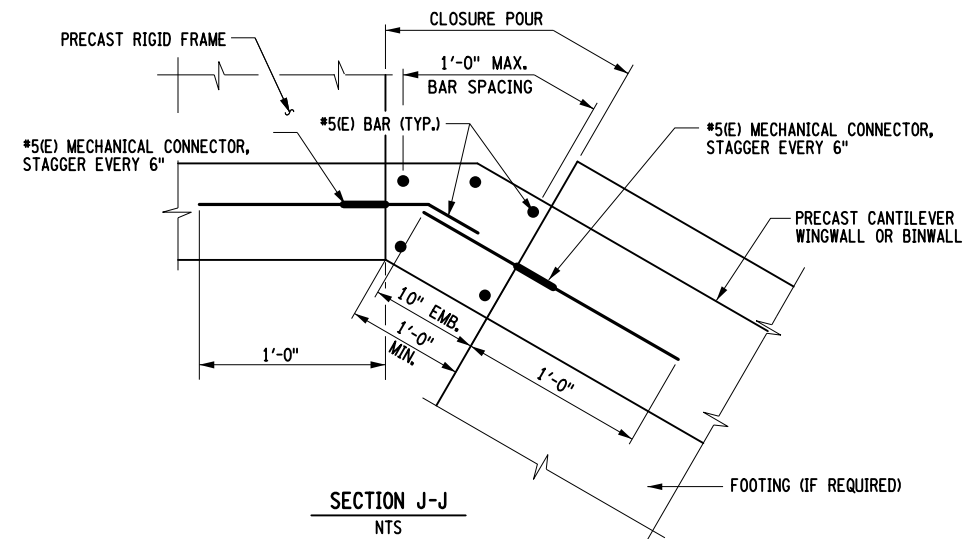 CLOSURE POUR
PRECAST RIGID FRAME
1'-0" MAX.
BAR SPACING
#5(E) BAR (TYP.)
#5(E) MECHANICAL CONNECTOR,
STAGGER EVERY 6"
#5(E) MECHANICAL CONNECTOR,
STAGGER EVERY 6"
PRECAST CANTILEVER
WINGWALL OR BINWALL
10" EMB.
1'-0"
MIN.
1'-0"
1'-0"
FOOTING (IF REQUIRED)
SECTION J-J
NTS